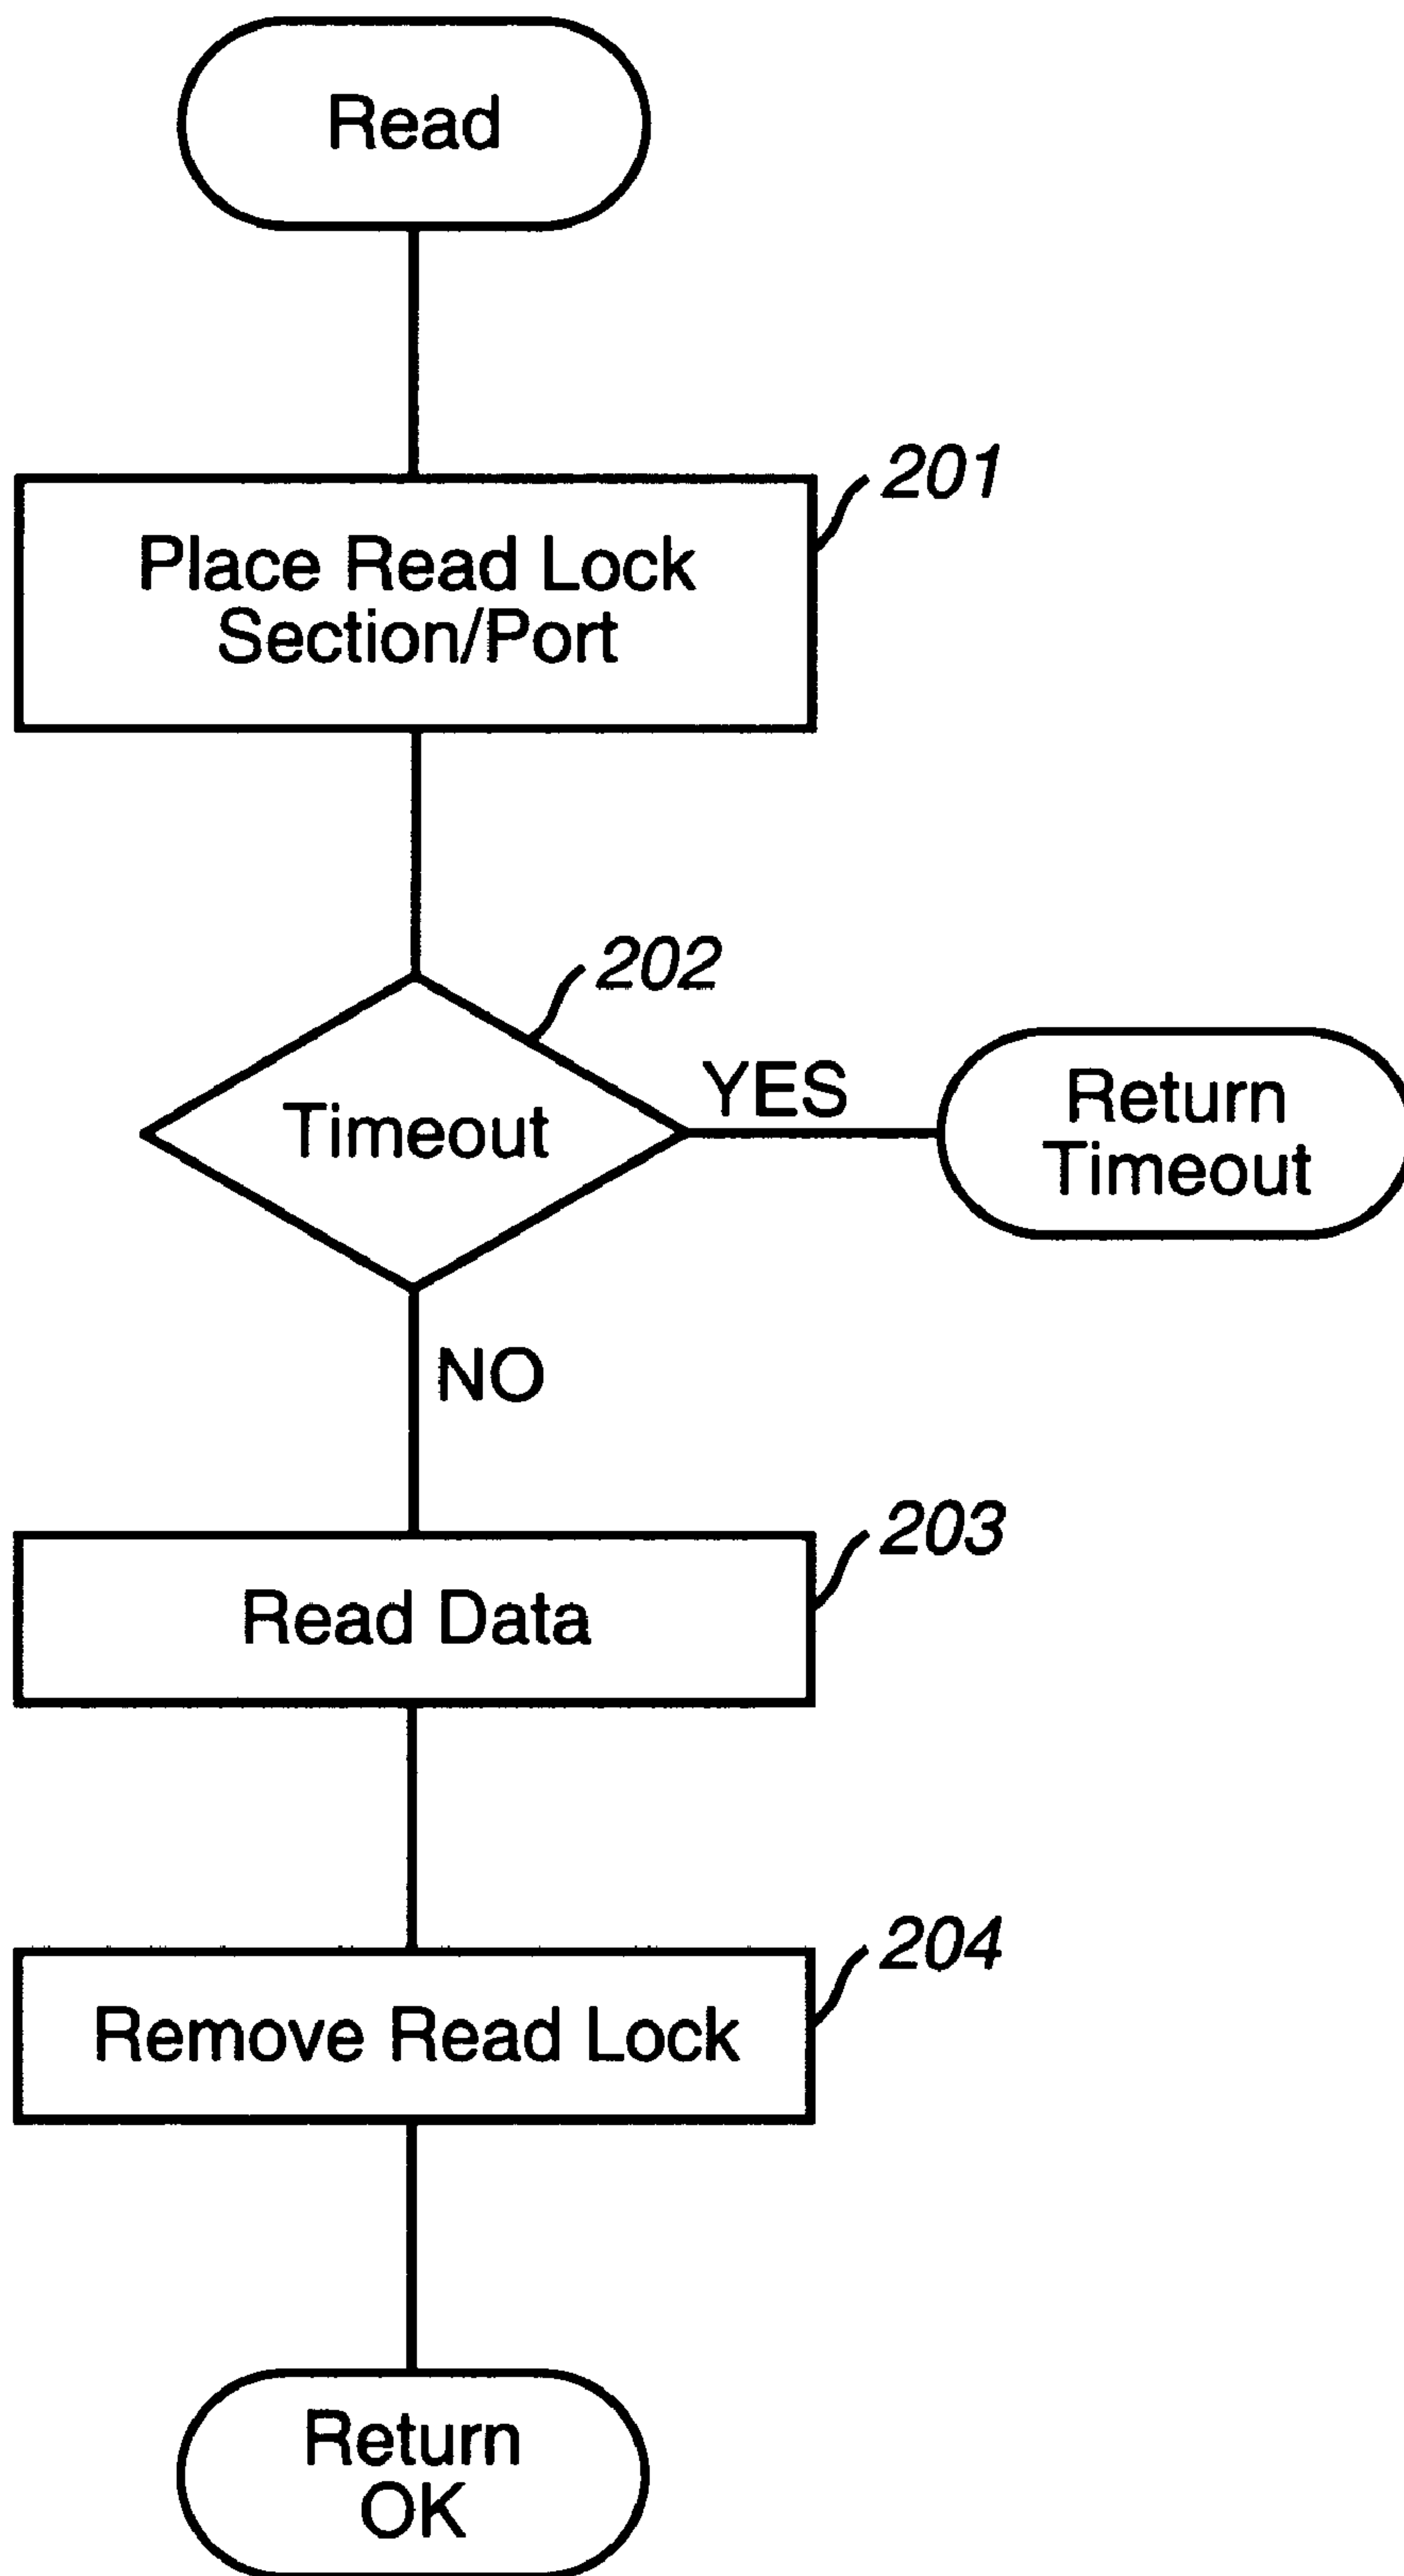 Read
201
Place Read Lock
Section/Port
202
YES
Return
Timeout
Timeout
NO
203
Read Data
204
Remove Read Lock
Return
OK